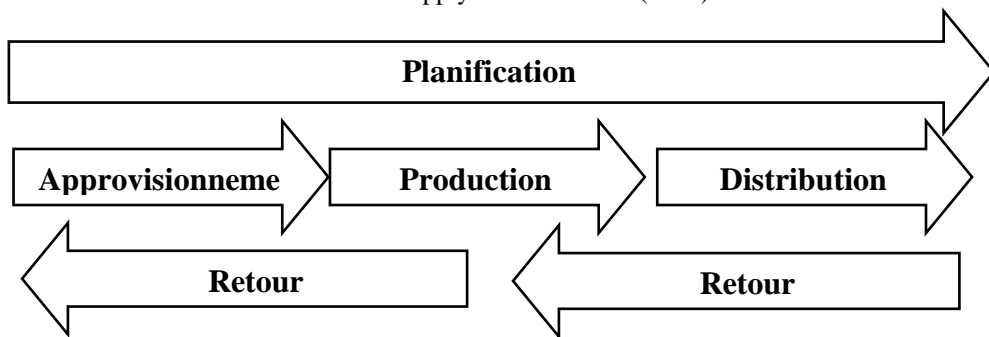 Planification
Approvisionneme
Production
Distribution
Retour
Retour